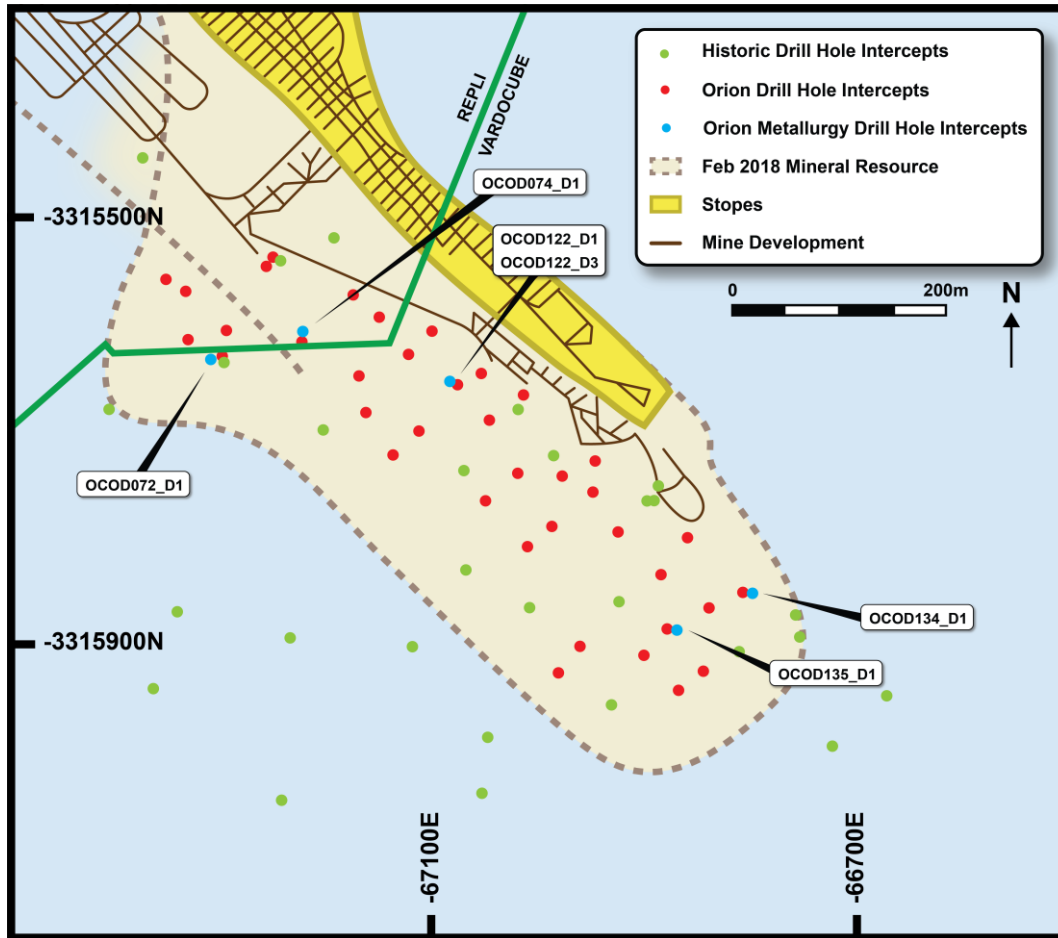 Historic Drill Hole Intercepts
Orion Drill Hole Intercepts
Orion Metallurgy Drill Hole Intercepts
Feb 2018 Mineral Resource
Stopes
Mine Development
0 200m
N
REPLI
VARDOCUBE
OCOD074_D1
-3315500N
OCOD122_D1
OCOD122_D3
OCOD072_D1
OCOD134_D1
-3315900N
OCOD135_D1
-67100E
-66700E